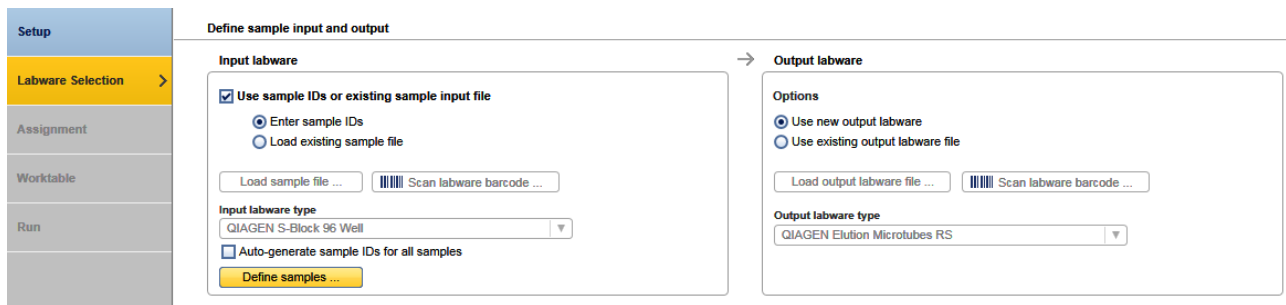 Setup
Labware Selection
Assignment
Worktable
Run
Define sample input and output
Input labware
Use sample IDs or existing sample input file
Enter sample IDs
Load existing sample file
Load sample file ...
Scan labware barcode ...
Input labware type
QIAGEN S-Block 96 Well
Auto-generate sample IDs for all samples
Define samples ...
Output labware
Options
Use new output labware
Use existing output labware file
Load output labware file ...
Scan labware barcode ...
Output labware type
QIAGEN Elution Microtubes RS